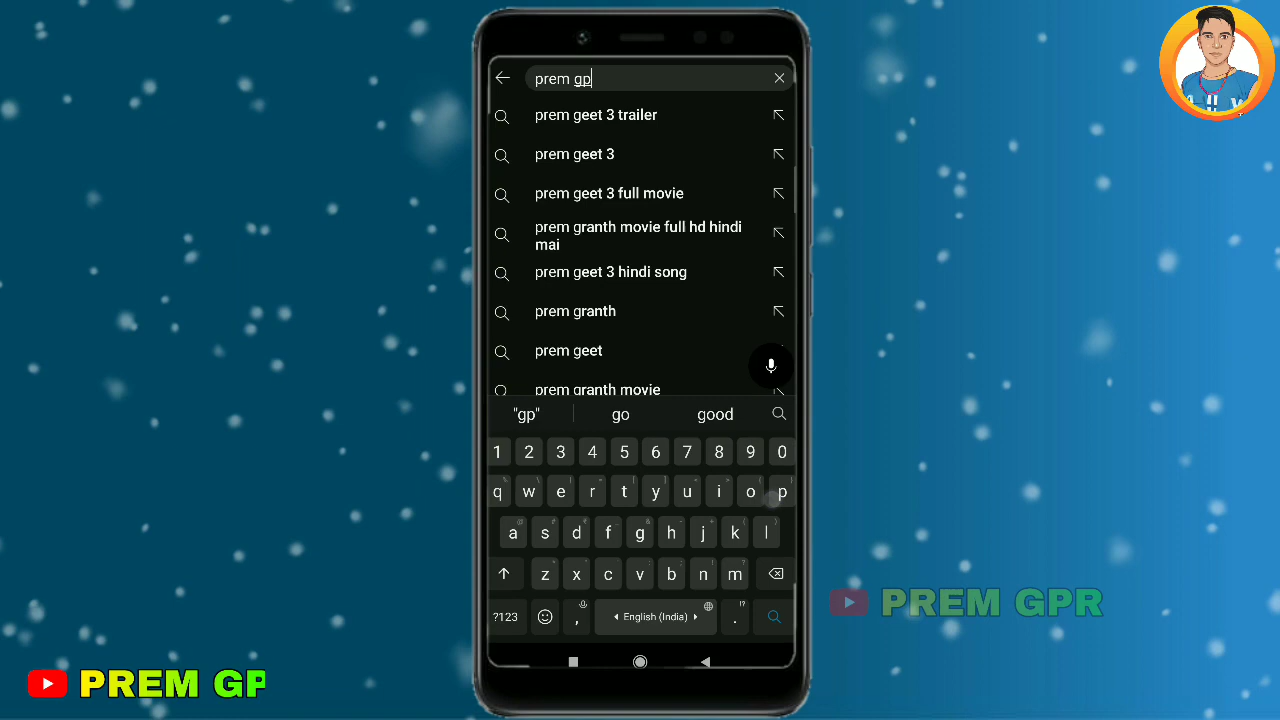 prem gp
prem geet 3 trailer
prem geet 3
prem geet 3 full movie
prem granth movie full hd hindi
mai
prem geet 3 hindi song
prem granth
prem geet
prem granth movie
"gp" go good
1 2 3 4 5 6 7 8 9 0
q w e r t y u i o p
a s d f g h j k l
z x c v b n m
?123 , English (India) .
PREM GPR
PREM GP